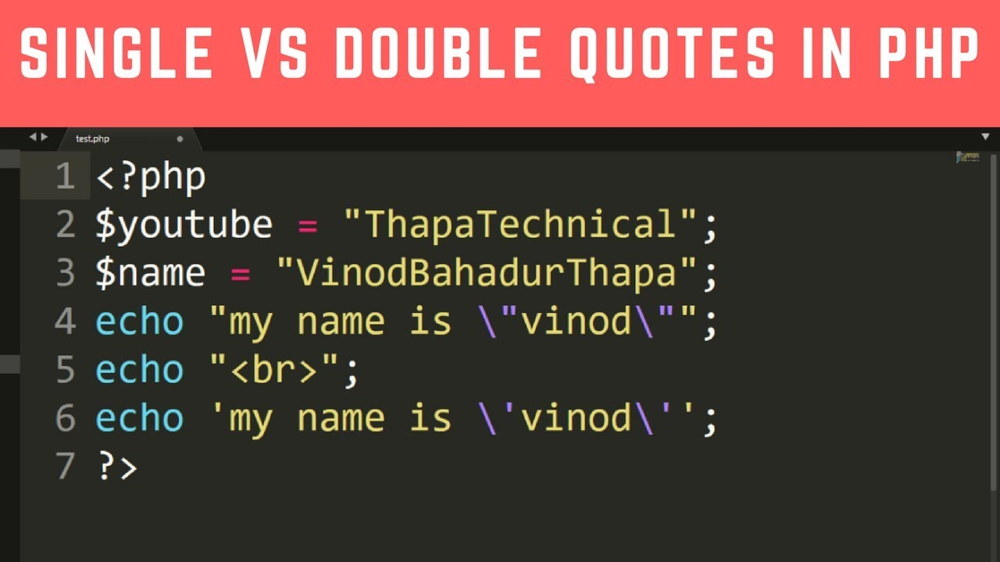 SINGLE VS DOUBLE QUOTES IN PHP
test.php
1 <?php
2 $youtube = "ThapaTechnical";
3 $name = "VinodBahadurThapa";
4 echo "my name is \"vinod\"";
5 echo "<br>";
6 echo 'my name is \'vinod\'';
7 ?>